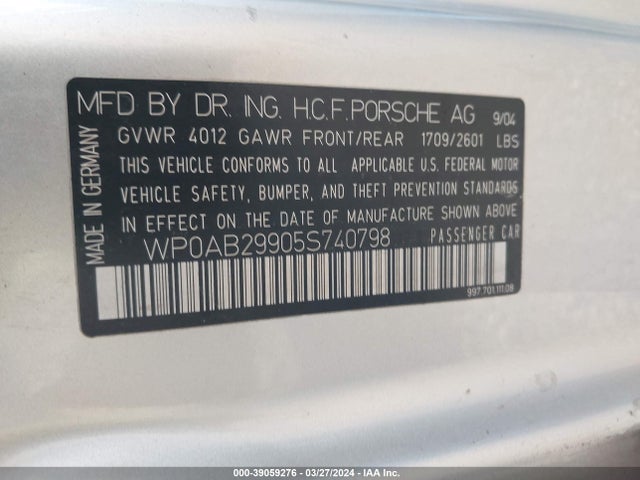 MFD BY DR. ING. H.C.F. PORSCHE AG 9/04
GVWR 4012 GAWR FRONT/REAR 1709/2601 LBS
THIS VEHICLE CONFORMS TO ALL APPLICABLE U.S. FEDERAL MOTOR
VEHICLE SAFETY, BUMPER, AND THEFT PREVENTION STANDARDS
IN EFFECT ON THE DATE OF MANUFACTURE SHOWN ABOVE
WP0AB29905S740798 PASSENGER CAR
997.701.111.08
MADE IN GERMANY
000-39059276 - 03/27/2024 - IAA Inc.